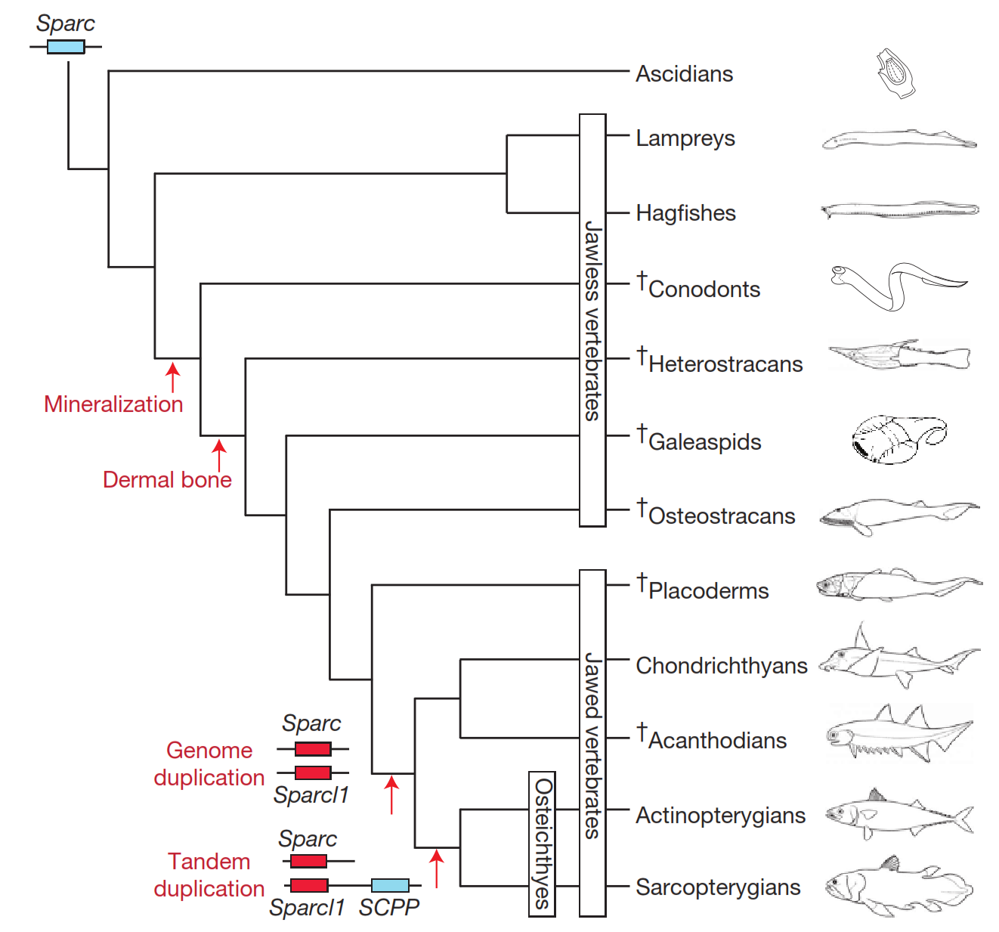 Sparc
Ascidians
Lampreys
Hagfishes
†Conodonts
†Heterostracans
Mineralization
†Galeaspids
Dermal bone
†Osteostracans
Jawless vertebrates
†Placoderms
Chondrichthyans
†Acanthodians
Jawed vertebrates
Sparc
Genome
duplication
Sparcl1
Osteichthyes
Actinopterygians
Sparc
Tandem
duplication
Sparcl1 SCPP
Sarcopterygians